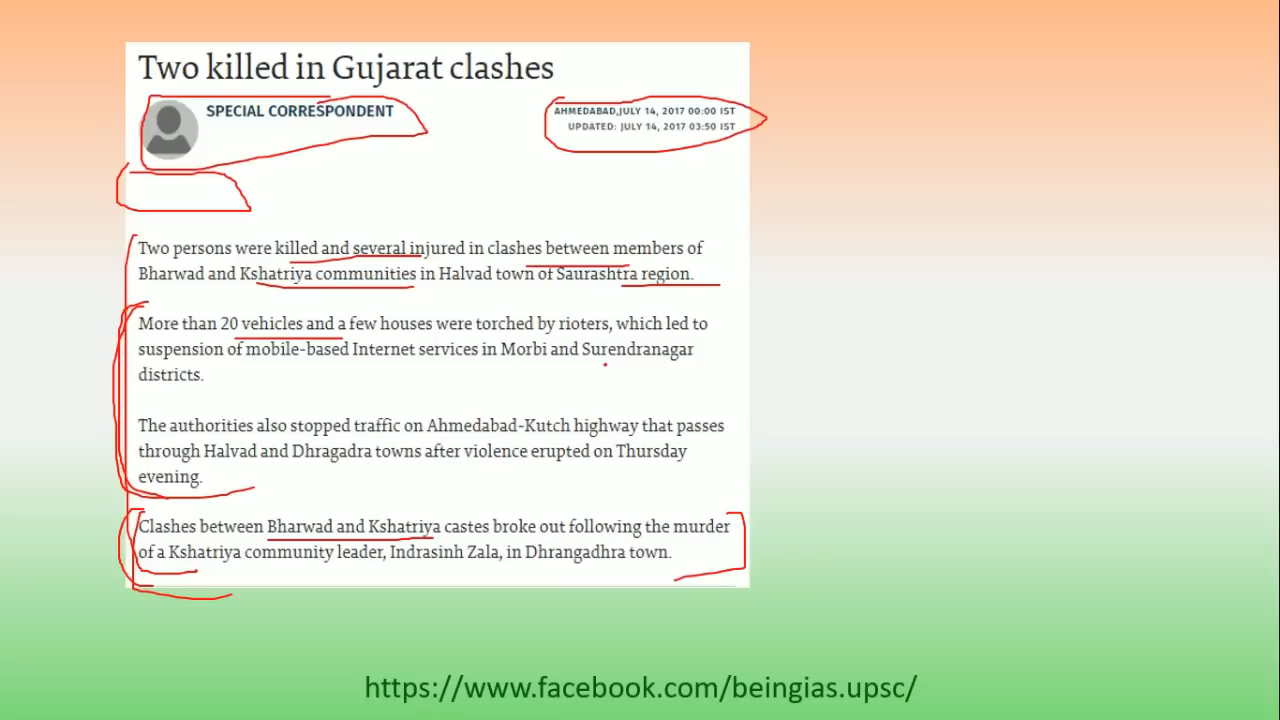 Two killed in Gujarat clashes
SPECIAL CORRESPONDENT
AHMEDABAD,JULY 14, 2017 00:00 IST
UPDATED: JULY 14, 2017 03:50 IST
Two persons were killed and several injured in clashes between members of
Bharwad and Kshatriya communities in Halvad town of Saurashtra region.
More than 20 vehicles and a few houses were torched by rioters, which led to
suspension of mobile-based Internet services in Morbi and Surendranagar
districts.
The authorities also stopped traffic on Ahmedabad-Kutch highway that passes
through Halvad and Dhragadra towns after violence erupted on Thursday
evening.
Clashes between Bharwad and Kshatriya castes broke out following the murder
of a Kshatriya community leader, Indrasinh Zala, in Dhrangadhra town.
https://www.facebook.com/beingias.upsc/